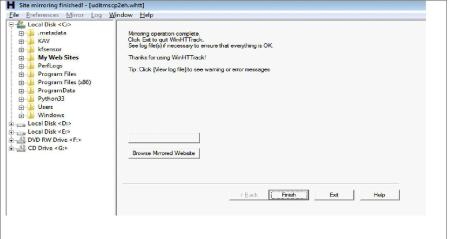 Site mirroring finished! - [uditmscp2eh.whtt]
File Preferences Mirror Log Window Help
Local Disk <C:>
.metadata
KAV
kfsensor
My Web Sites
PerfLogs
Program Files
Program Files (x86)
ProgramData
Python33
Users
Windows
Local Disk <D:>
Local Disk <E:>
DVD RW Drive <F:>
CD Drive <G:>
Mirroring operation complete.
Click Exit to quit WinHTTrack.
See log file(s) if necessary to ensure that everything is OK.
Thanks for using WinHTTrack!
Tip: Click [View log file] to see warning or error messages
Browse Mirrored Website
< Back Finish Exit Help